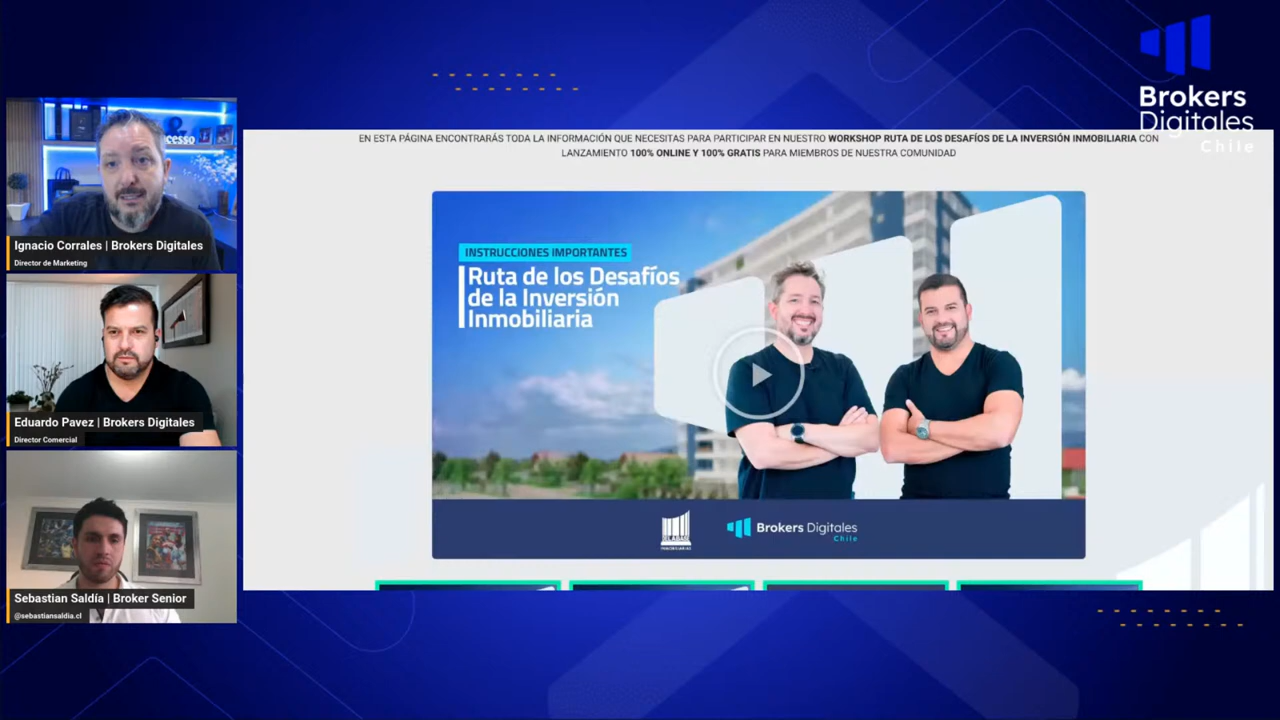 Brokers
Digitales
Chile
EN ESTA PÁGINA ENCONTRARÁS TODA LA INFORMACIÓN QUE NECESITAS PARA PARTICIPAR EN NUESTRO WORKSHOP RUTA DE LOS DESAFÍOS DE LA INVERSIÓN INMOBILIARIA CON
LANZAMIENTO 100% ONLINE Y 100% GRATIS PARA MIEMBROS DE NUESTRA COMUNIDAD
INSTRUCCIONES IMPORTANTES
Ruta de los Desafíos
de la Inversión
Inmobiliaria
Brokers Digitales
Chile
Ignacio Corrales | Brokers Digitales
Director de Marketing
Eduardo Pavez | Brokers Digitales
Director Comercial
Sebastian Saldía | Broker Senior
@sebastiansaldia.cl